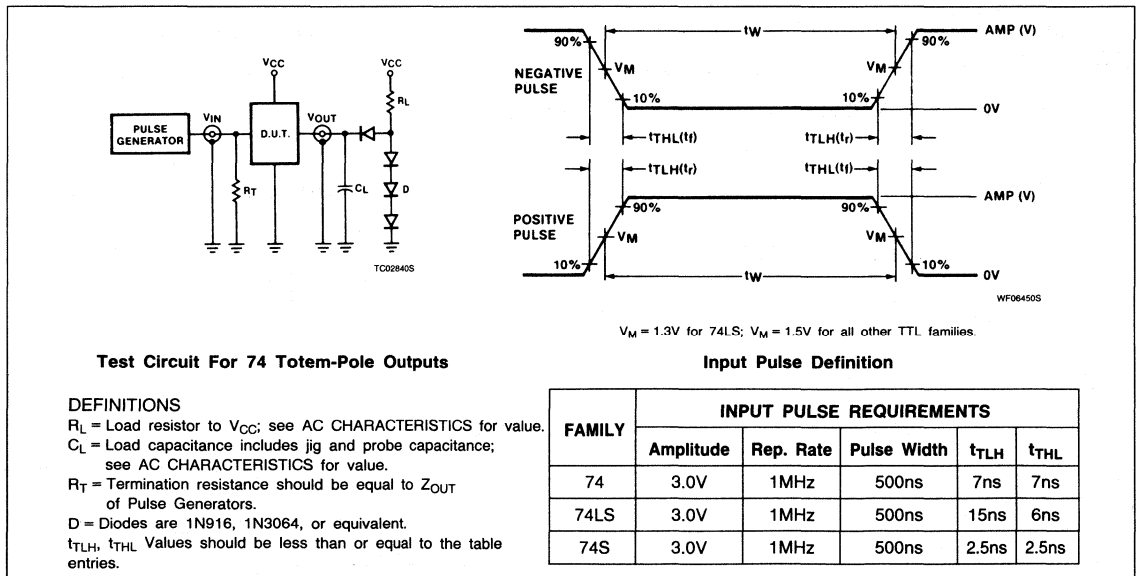 VCC
VCC
RL
PULSE
GENERATOR
VIN
D.U.T.
VOUT
RT
CL
D
TC02840S
NEGATIVE
PULSE
90%
tW
90%
AMP (V)
VM
VM
10%
10%
0V
tTHL(tf)
tTLH(tr)
tTLH(tr)
tTHL(tf)
POSITIVE
PULSE
90%
90%
AMP (V)
VM
VM
10%
tW
10%
0V
WF06450S
VM = 1.3V for 74LS; VM = 1.5V for all other TTL families.
Test Circuit For 74 Totem-Pole Outputs
Input Pulse Definition
DEFINITIONS
RL = Load resistor to VCC; see AC CHARACTERISTICS for value.
CL = Load capacitance includes jig and probe capacitance;
see AC CHARACTERISTICS for value.
RT = Termination resistance should be equal to ZOUT
of Pulse Generators.
D = Diodes are 1N916, 1N3064, or equivalent.
tTLH, tTHL Values should be less than or equal to the table
entries.
FAMILY INPUT PULSE REQUIREMENTS
Amplitude Rep. Rate Pulse Width tTLH tTHL
74 3.0V 1MHz 500ns 7ns 7ns
74LS 3.0V 1MHz 500ns 15ns 6ns
74S 3.0V 1MHz 500ns 2.5ns 2.5ns